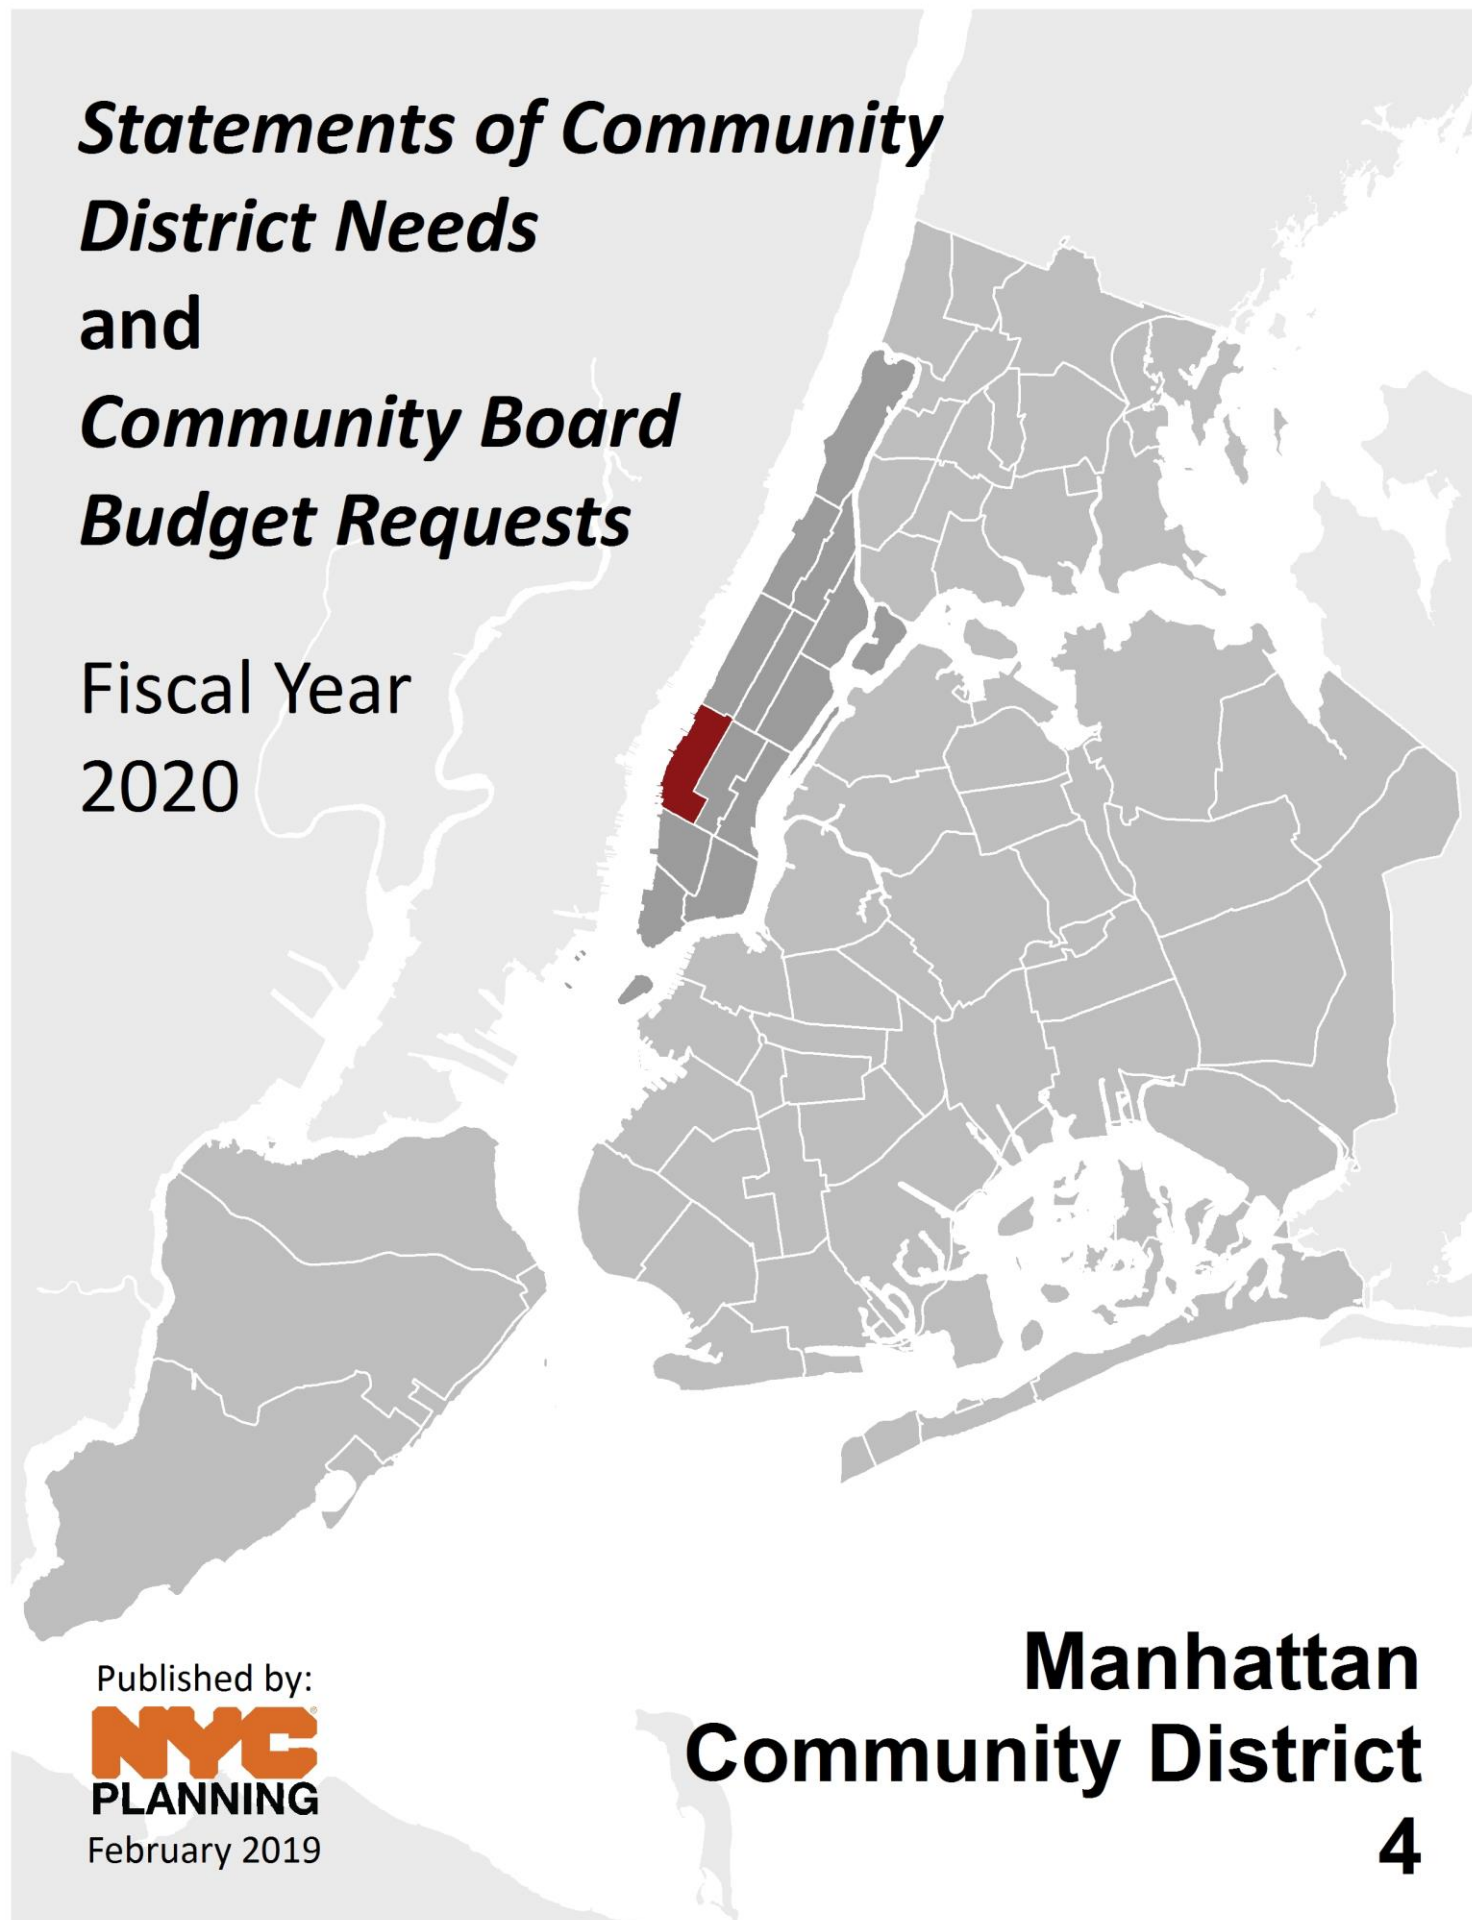 Statements of Community
District Needs
and
Community Board
Budget Requests
Fiscal Year
2020
Published by:
NYC
PLANNING
February 2019
Manhattan
Community District
4